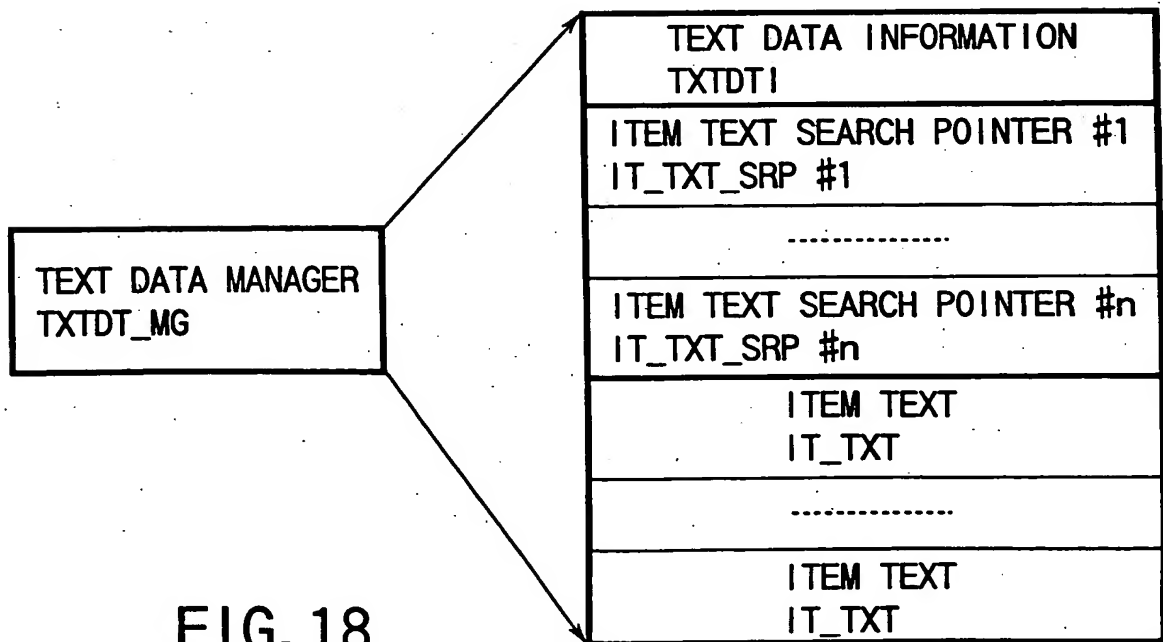 TEXT DATA MANAGER
TXTDT_MG
TEXT DATA INFORMATION
TXTDTI
ITEM TEXT SEARCH POINTER #1
IT_TXT_SRP #1
---------------
ITEM TEXT SEARCH POINTER #n
IT_TXT_SRP #n
ITEM TEXT
IT_TXT
---------------
ITEM TEXT
IT_TXT
FIG. 18